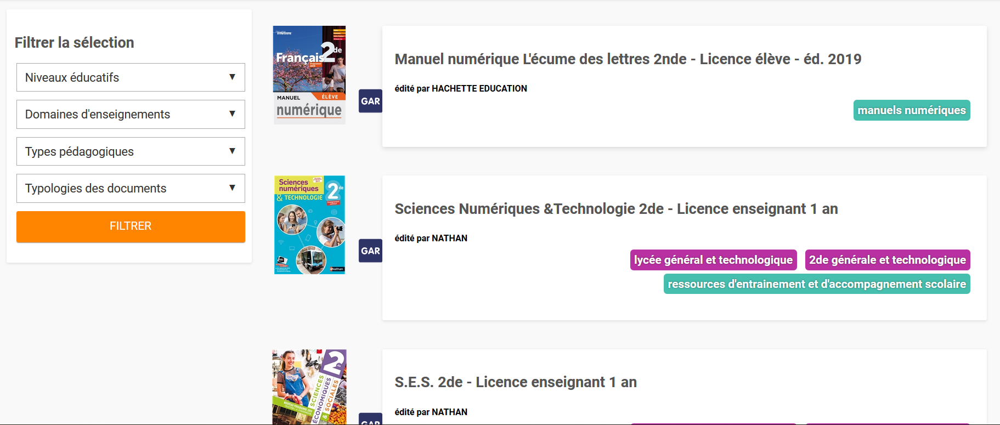 Filtrer la sélection
Niveaux éducatifs ▼
Domaines d'enseignements ▼
Types pédagogiques ▼
Typologies des documents ▼
FILTRER
Français 2de
MANUEL ÉLÈVE
numérique
GAR
Manuel numérique L'écume des lettres 2nde - Licence élève - éd. 2019
édité par HACHETTE EDUCATION
manuels numériques
Sciences
numériques 2de
& TECHNOLOGIE
Nathan
GAR
Sciences Numériques &Technologie 2de - Licence enseignant 1 an
édité par NATHAN
lycée général et technologique 2de générale et technologique
ressources d'entrainement et d'accompagnement scolaire
2de
SCIENCES
ÉCONOMIQUES
& SOCIALES
GAR
S.E.S. 2de - Licence enseignant 1 an
édité par NATHAN